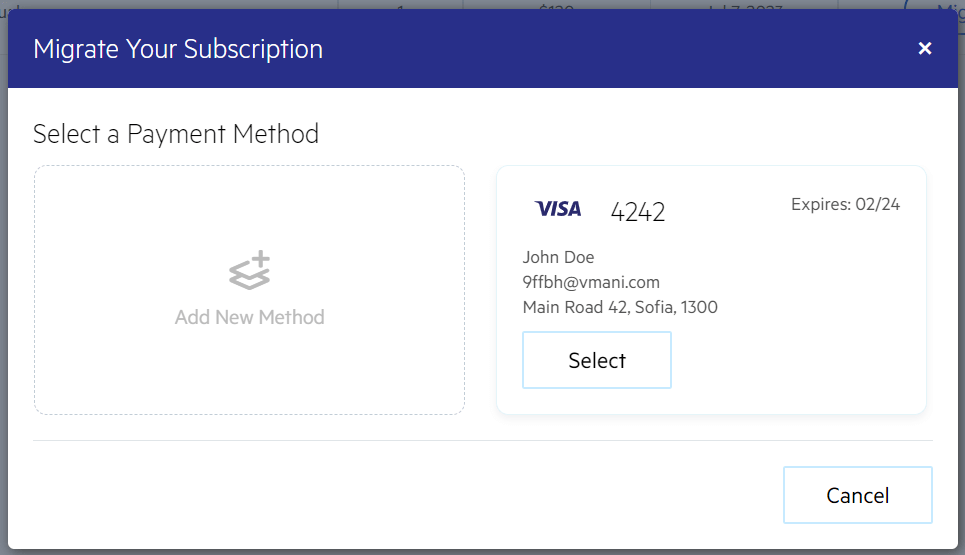 Migrate Your Subscription
×
Select a Payment Method
Add New Method
VISA 4242 Expires: 02/24
John Doe
9ffbh@vmani.com
Main Road 42, Sofia, 1300
Select
Cancel